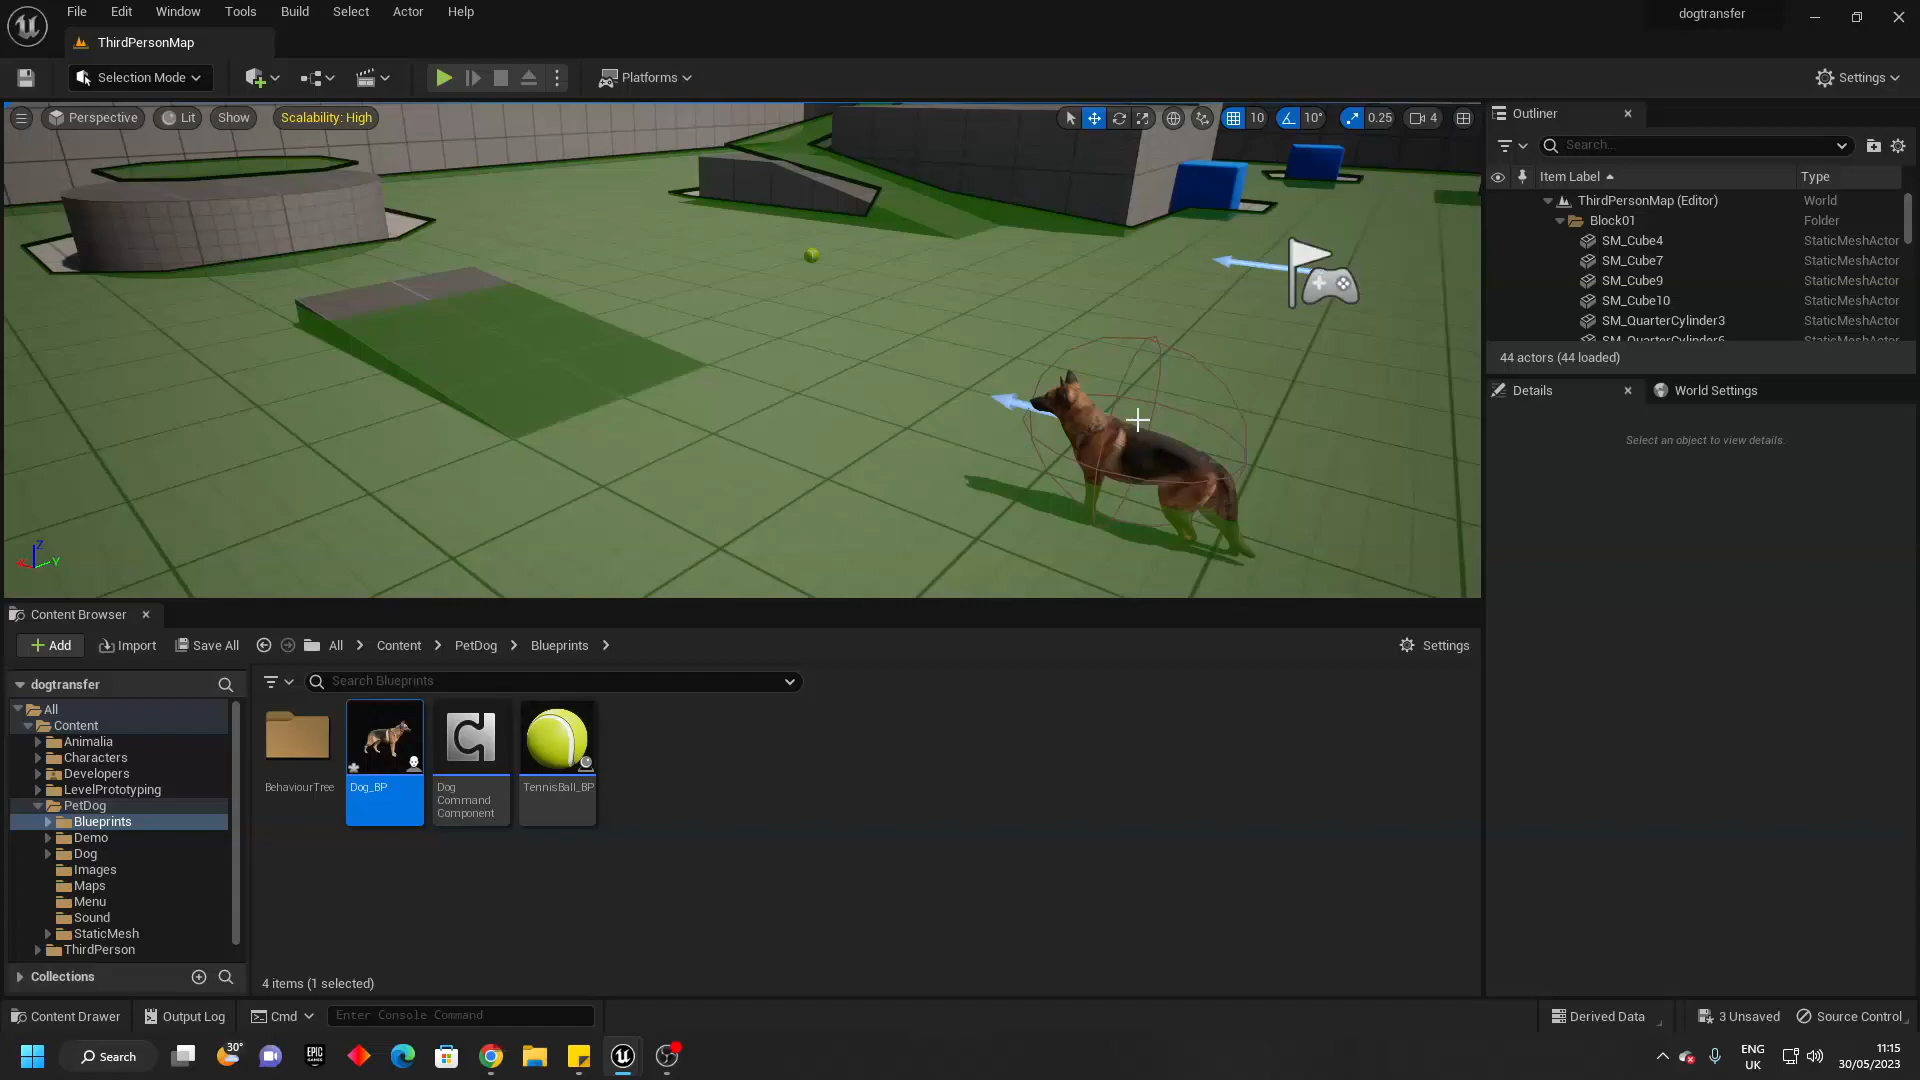 File Edit Window Tools Build Select Actor Help
dogtransfer
ThirdPersonMap
Selection Mode
Platforms
Settings
Perspective
Lit
Show
Scalability: High
10
10°
0.25
4
Outliner
Search...
Item Label
Type
ThirdPersonMap (Editor) World
Block01 Folder
SM_Cube4 StaticMeshActor
SM_Cube7 StaticMeshActor
SM_Cube9 StaticMeshActor
SM_Cube10 StaticMeshActor
SM_QuarterCylinder3 StaticMeshActor
SM_QuarterCylinder6 StaticMeshActor
44 actors (44 loaded)
Details
World Settings
Select an object to view details.
Z
Y
Content Browser
Add
Import
Save All
All > Content > PetDog > Blueprints >
Settings
dogtransfer
Search Blueprints
All
Content
Animalia
Characters
Developers
LevelPrototyping
PetDog
Blueprints
Demo
Dog
Images
Maps
Menu
Sound
StaticMesh
ThirdPerson
Collections
BehaviourTree
Dog_BP
Dog
Command
Component
TennisBall_BP
4 items (1 selected)
Content Drawer
Output Log
Cmd
Enter Console Command
Derived Data
3 Unsaved
Source Control
Search
30°
EPIC
GAMES
ENG
UK
11:15
30/05/2023